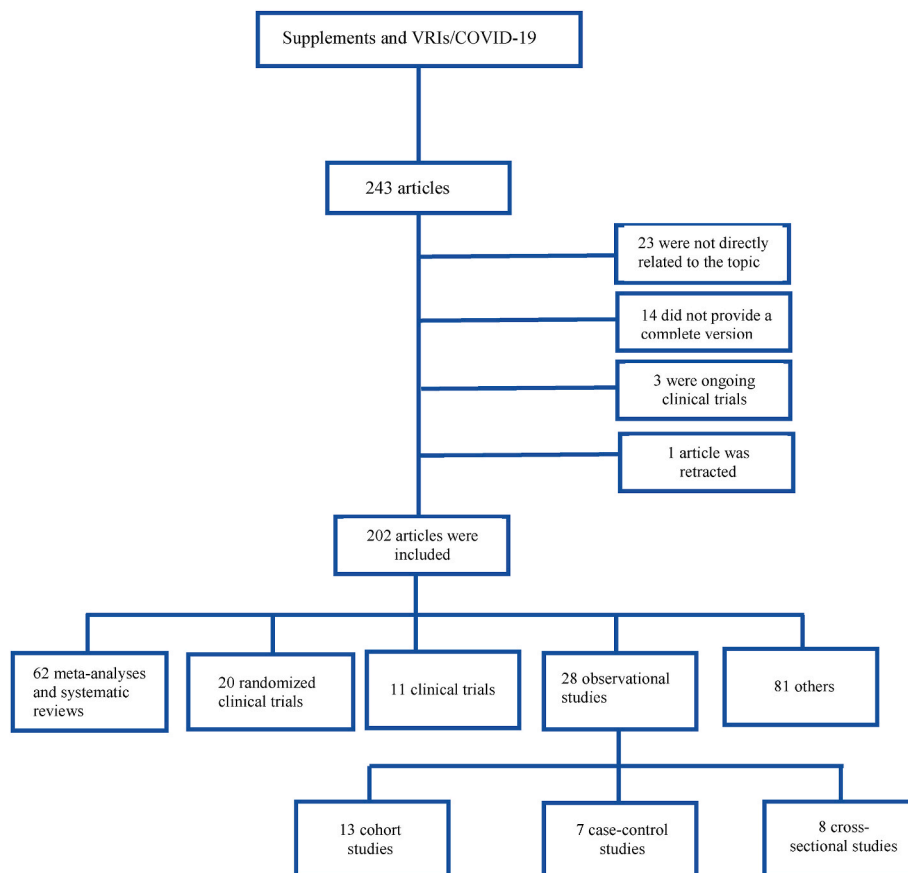 Supplements and VRIs/COVID-19
243 articles
23 were not directly
related to the topic
14 did not provide a
complete version
3 were ongoing
clinical trials
1 article was
retracted
202 articles were
included
62 meta-analyses
and systematic
reviews
20 randomized
clinical trials
11 clinical trials
28 observational
studies
81 others
13 cohort
studies
7 case-control
studies
8 cross-
sectional studies